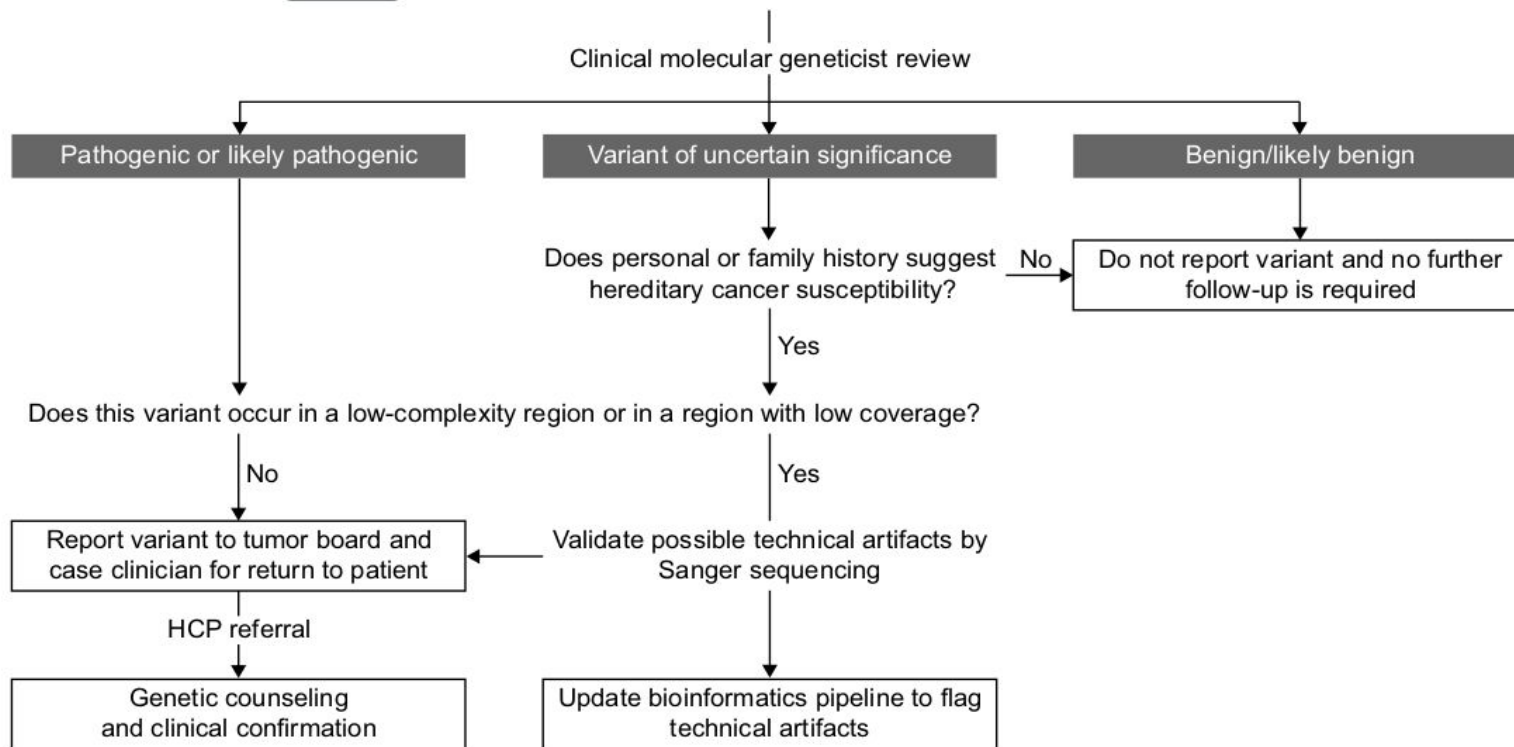 Clinical molecular geneticist review
Pathogenic or likely pathogenic
Variant of uncertain significance
Benign/likely benign
Does personal or family history suggest
hereditary cancer susceptibility?
No
Do not report variant and no further
follow-up is required
Yes
Does this variant occur in a low-complexity region or in a region with low coverage?
No
Yes
Report variant to tumor board and
case clinician for return to patient
Validate possible technical artifacts by
Sanger sequencing
HCP referral
Genetic counseling
and clinical confirmation
Update bioinformatics pipeline to flag
technical artifacts